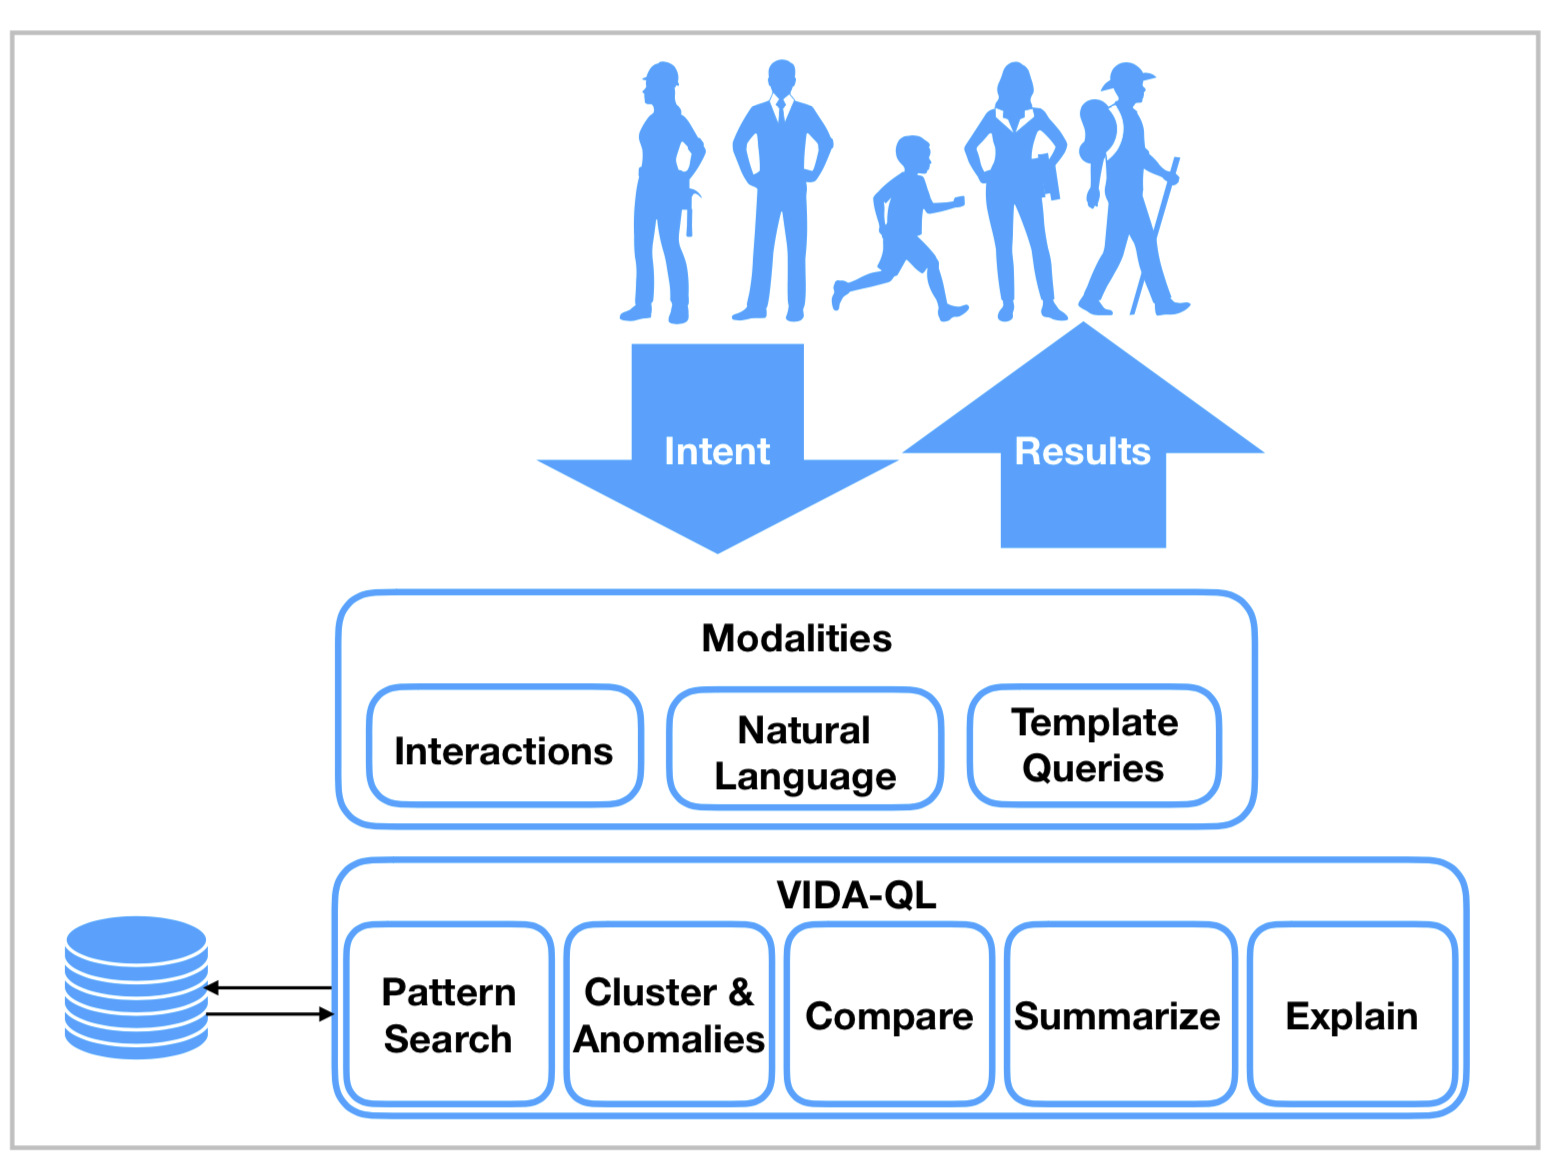 Intent
Results
Modalities
Interactions
Natural
Language
Template
Queries
VIDA-QL
Pattern
Search
Cluster &
Anomalies
Compare
Summarize
Explain